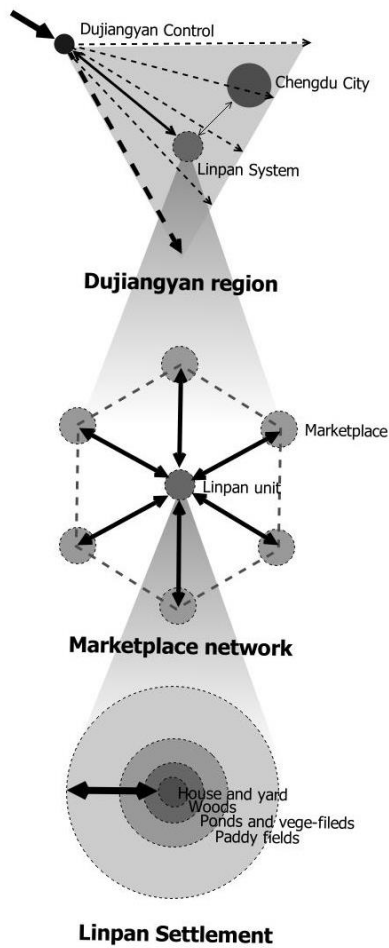 Dujiangyan Control
Chengdu City
Linpan System
Dujiangyan region
Marketplace
Linpan unit
Marketplace network
House and yard
Woods
Ponds and vege-fileds
Paddy fields
Linpan Settlement